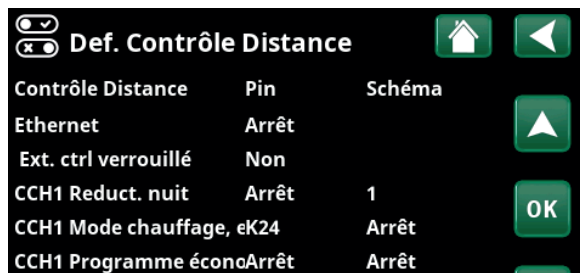 Def. Contrôle Distance
Contrôle Distance Pin Schéma
Ethernet Arrêt
Ext. ctrl verrouillé Non
CCH1 Reduct. nuit Arrêt 1
OK
CCH1 Mode chauffage, eK24 Arrêt
CCH1 Programme éconoArrêt Arrêt